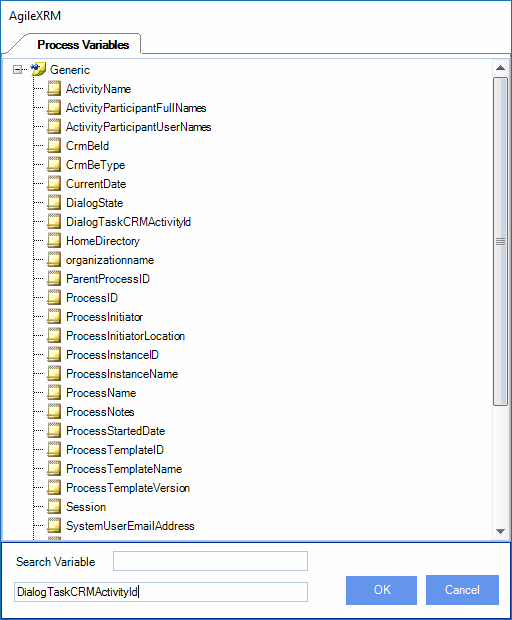 AgileXRM
Process Variables
Generic
ActivityName
ActivityParticipantFullNames
ActivityParticipantUserNames
CrmBeId
CrmBeType
CurrentDate
DialogState
DialogTaskCRMActivityId
HomeDirectory
organizationname
ParentProcessID
ProcessID
ProcessInitiator
ProcessInitiatorLocation
ProcessInstanceID
ProcessInstanceName
ProcessName
ProcessNotes
ProcessStartedDate
ProcessTemplateID
ProcessTemplateName
ProcessTemplateVersion
Session
SystemUserEmailAddress
Search Variable
DialogTaskCRMActivityId
OK
Cancel